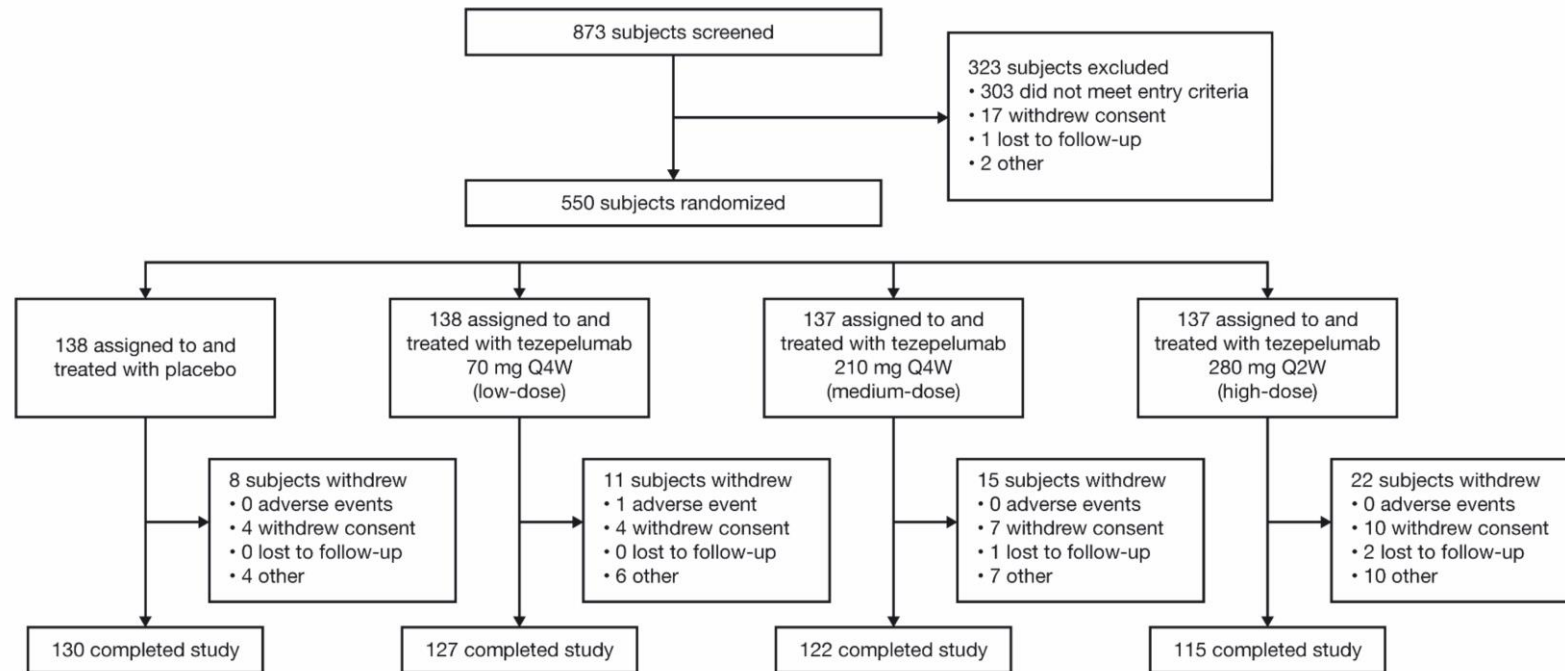 873 subjects screened
323 subjects excluded
• 303 did not meet entry criteria
• 17 withdrew consent
• 1 lost to follow-up
• 2 other
550 subjects randomized
138 assigned to and
treated with placebo
138 assigned to and
treated with tezepelumab
70 mg Q4W
(low-dose)
137 assigned to and
treated with tezepelumab
210 mg Q4W
(medium-dose)
137 assigned to and
treated with tezepelumab
280 mg Q2W
(high-dose)
8 subjects withdrew
• 0 adverse events
• 4 withdrew consent
• 0 lost to follow-up
• 4 other
11 subjects withdrew
• 1 adverse event
• 4 withdrew consent
• 0 lost to follow-up
• 6 other
15 subjects withdrew
• 0 adverse events
• 7 withdrew consent
• 1 lost to follow-up
• 7 other
22 subjects withdrew
• 0 adverse events
• 10 withdrew consent
• 2 lost to follow-up
• 10 other
130 completed study
127 completed study
122 completed study
115 completed study